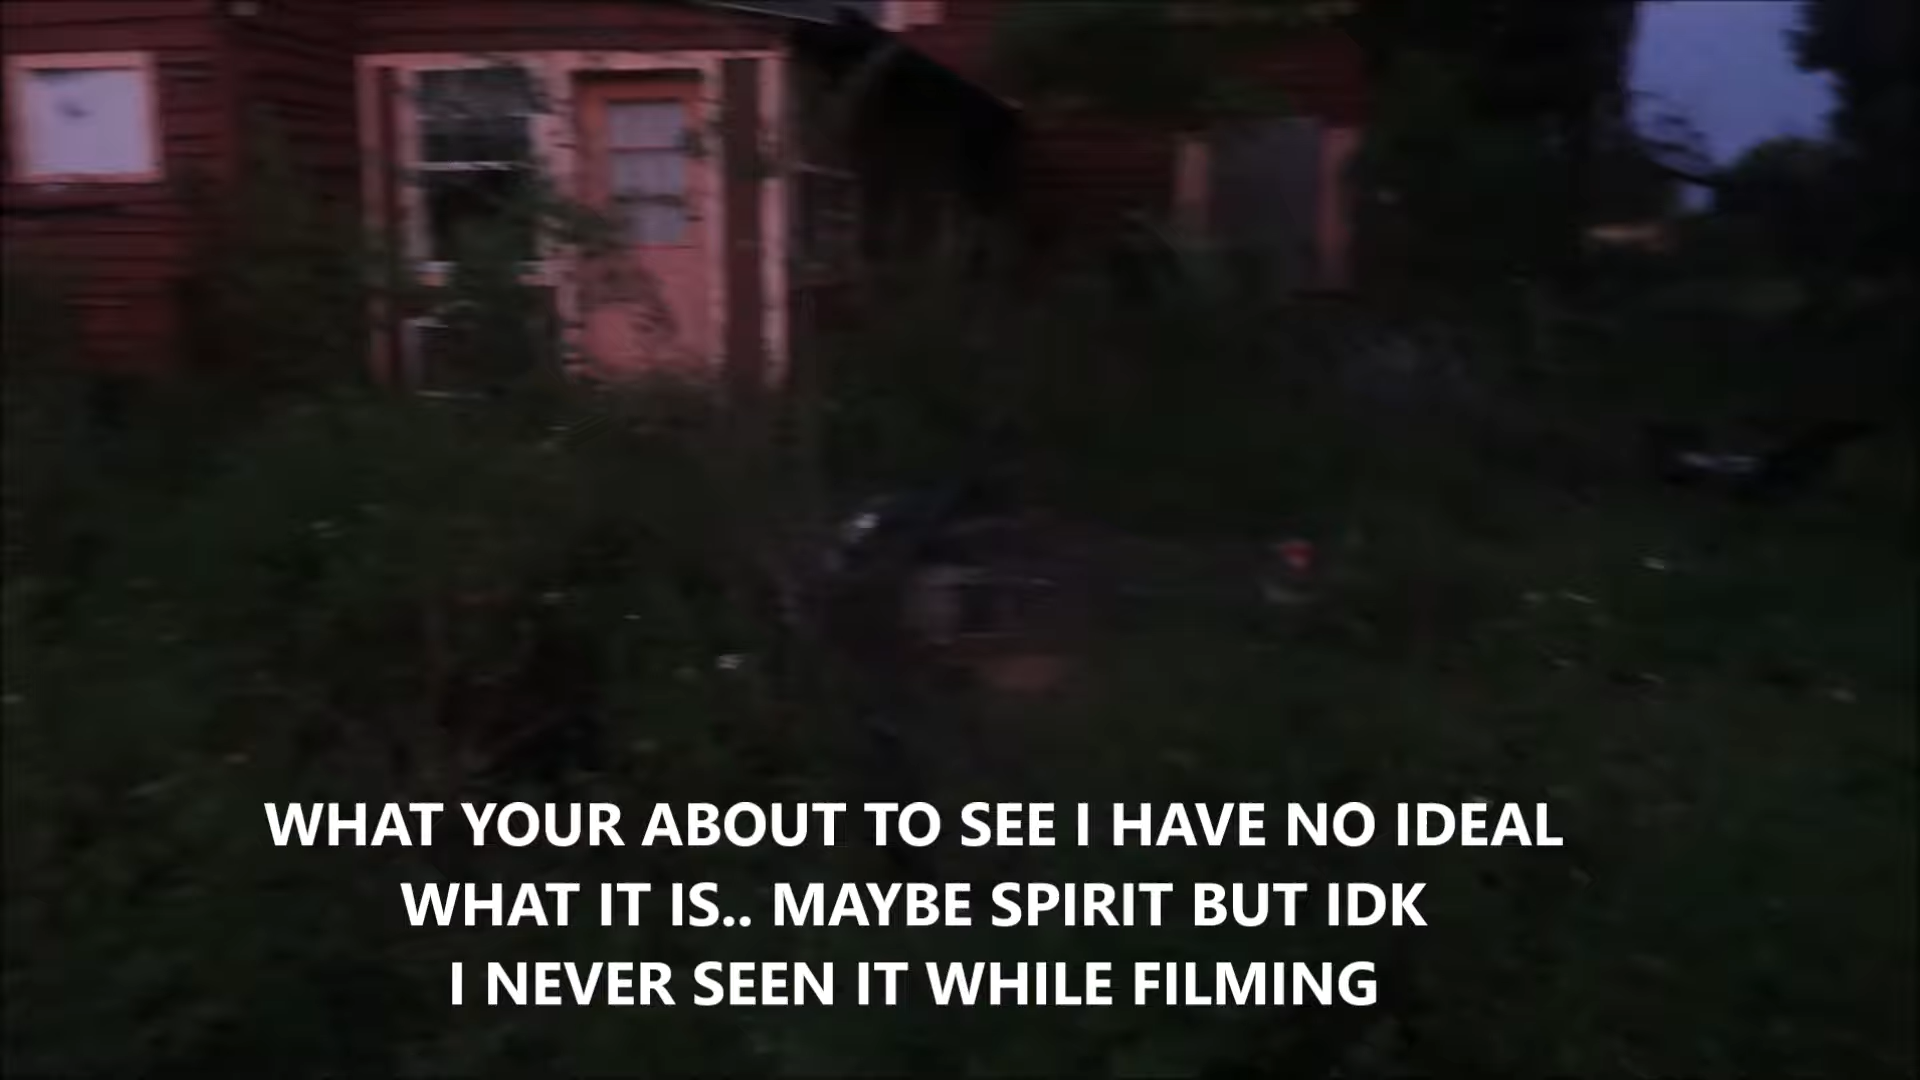 WHAT YOUR ABOUT TO SEE I HAVE NO IDEAL
WHAT IT IS.. MAYBE SPIRIT BUT IDK
I NEVER SEEN IT WHILE FILMING